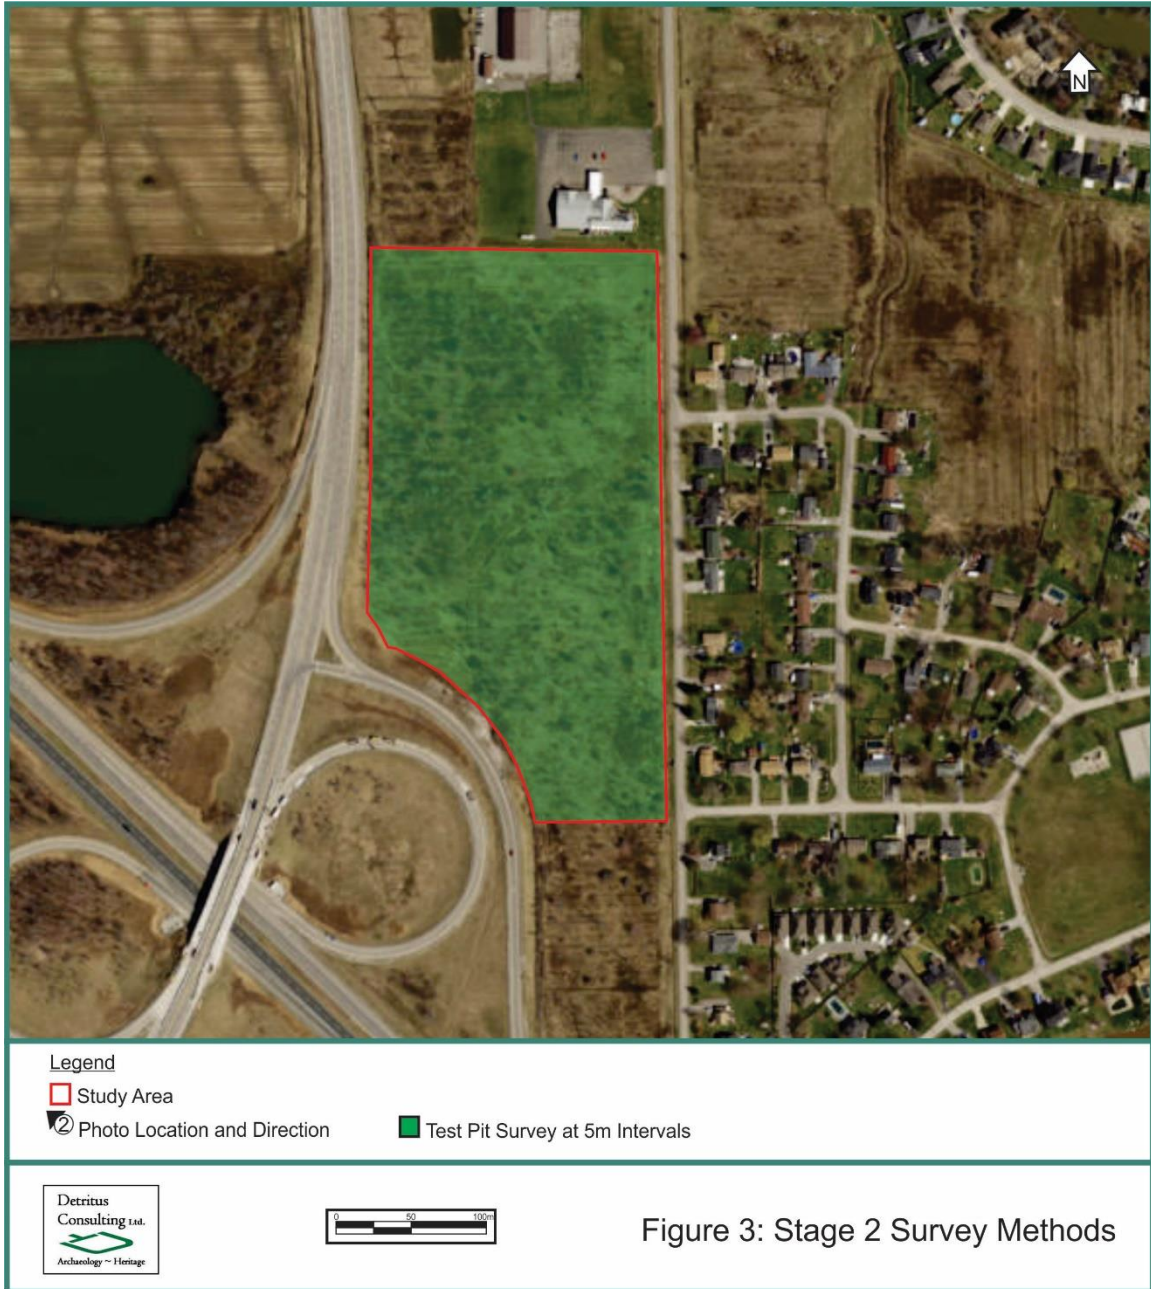 N
Legend
Study Area
2 Photo Location and Direction
Test Pit Survey at 5m Intervals
Detritus
Consulting Ltd.
Archaeology ~ Heritage
0 50 100m
Figure 3: Stage 2 Survey Methods